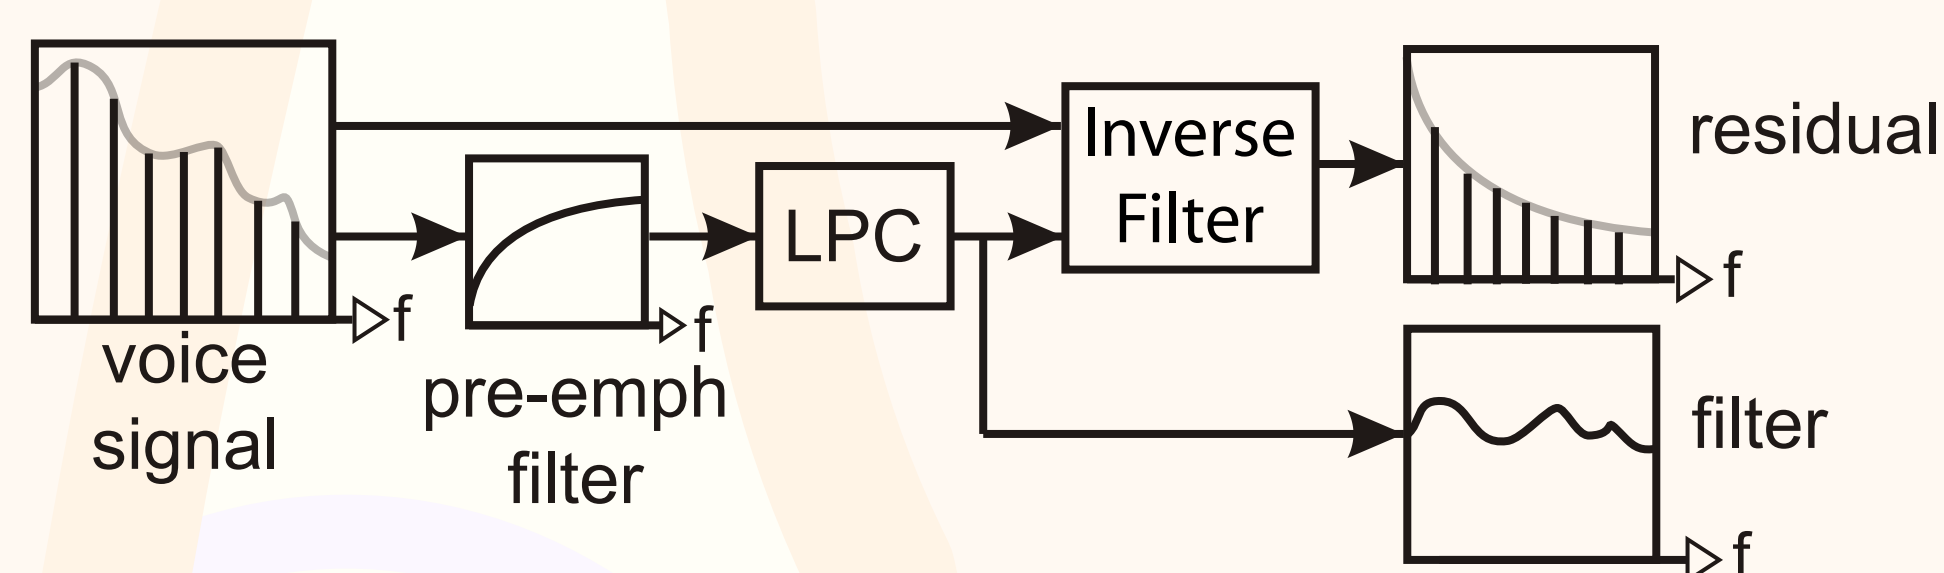 f
voice
signal
f
pre-emph
filter
LPC
Inverse
Filter
residual
f
filter
f